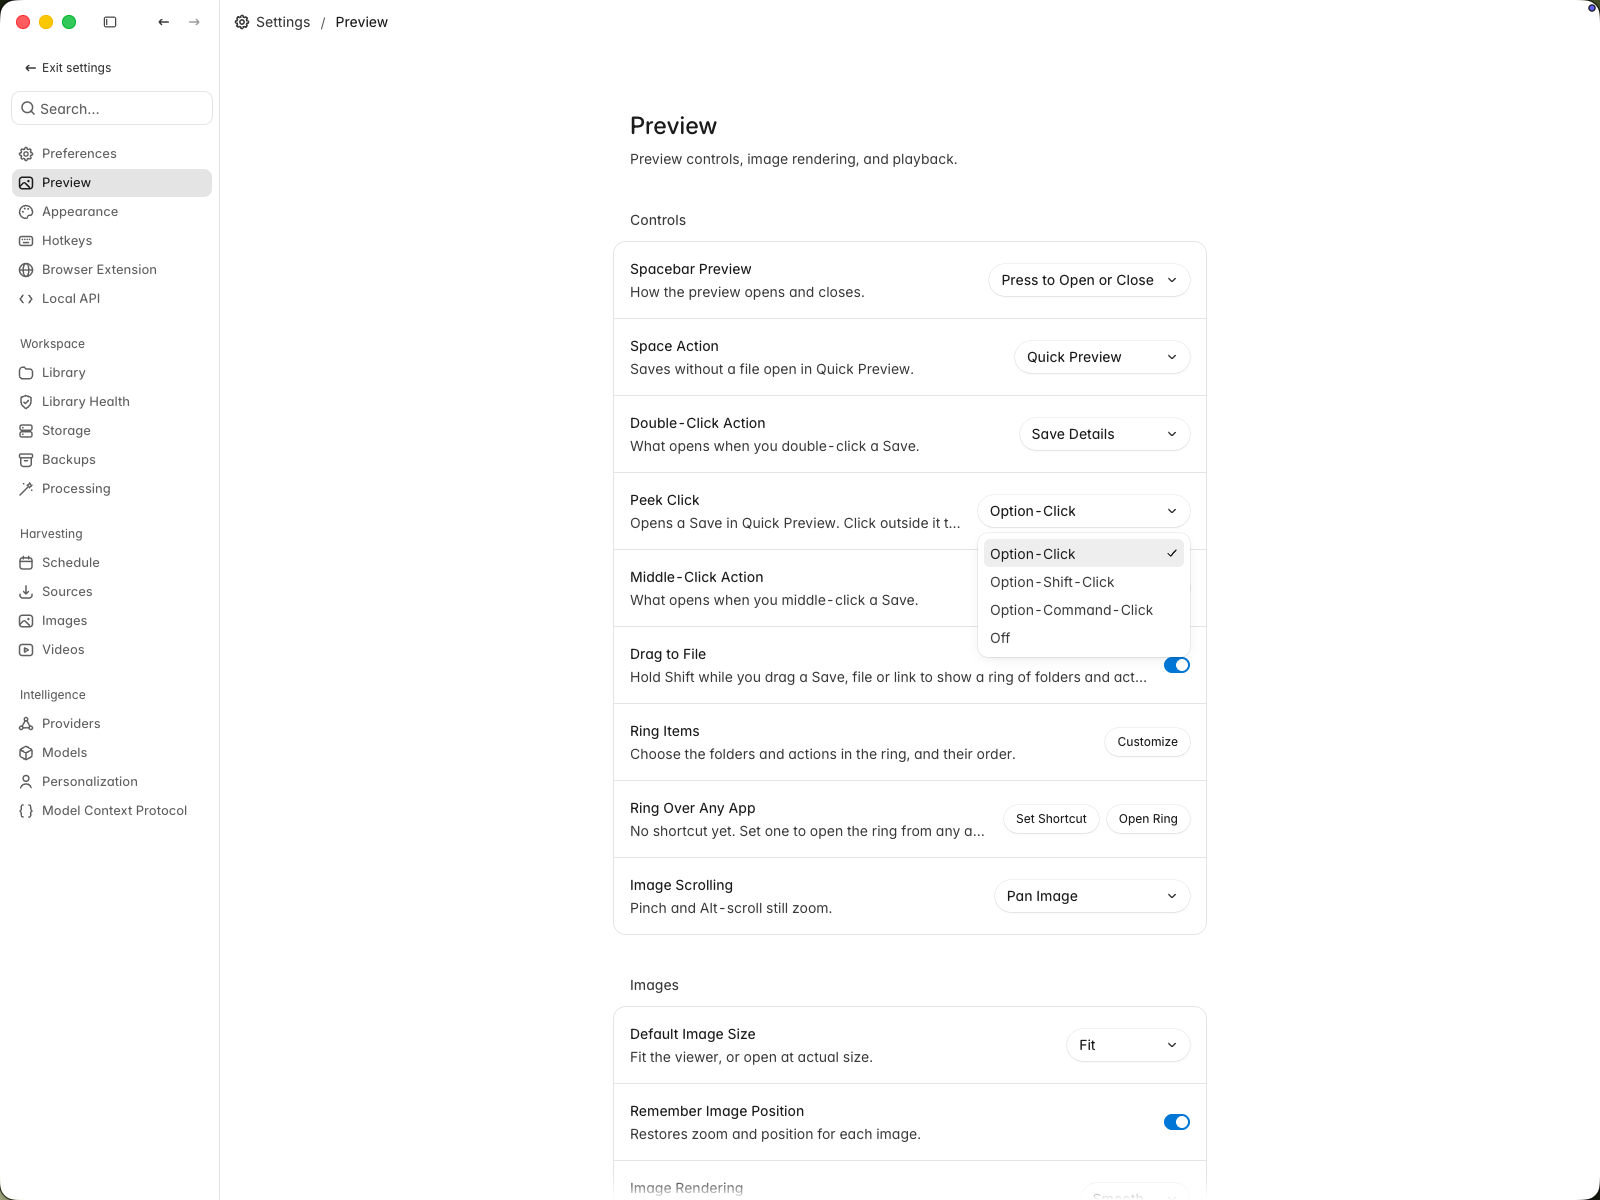 Settings / Preview
Exit settings
Search...
Preferences
Preview
Appearance
Hotkeys
Browser Extension
Local API
Workspace
Library
Library Health
Storage
Backups
Processing
Harvesting
Schedule
Sources
Images
Videos
Intelligence
Providers
Models
Personalization
Model Context Protocol
Preview
Preview controls, image rendering, and playback.
Controls
Spacebar Preview
How the preview opens and closes.
Press to Open or Close
Space Action
Saves without a file open in Quick Preview.
Quick Preview
Double-Click Action
What opens when you double-click a Save.
Save Details
Peek Click
Opens a Save in Quick Preview. Click outside it t...
Option-Click
Option-Click
Option-Shift-Click
Option-Command-Click
Off
Middle-Click Action
What opens when you middle-click a Save.
Drag to File
Hold Shift while you drag a Save, file or link to show a ring of folders and act...
Ring Items
Choose the folders and actions in the ring, and their order.
Customize
Ring Over Any App
No shortcut yet. Set one to open the ring from any a...
Set Shortcut
Open Ring
Image Scrolling
Pinch and Alt-scroll still zoom.
Pan Image
Images
Default Image Size
Fit the viewer, or open at actual size.
Fit
Remember Image Position
Restores zoom and position for each image.
Image Rendering
Smooth